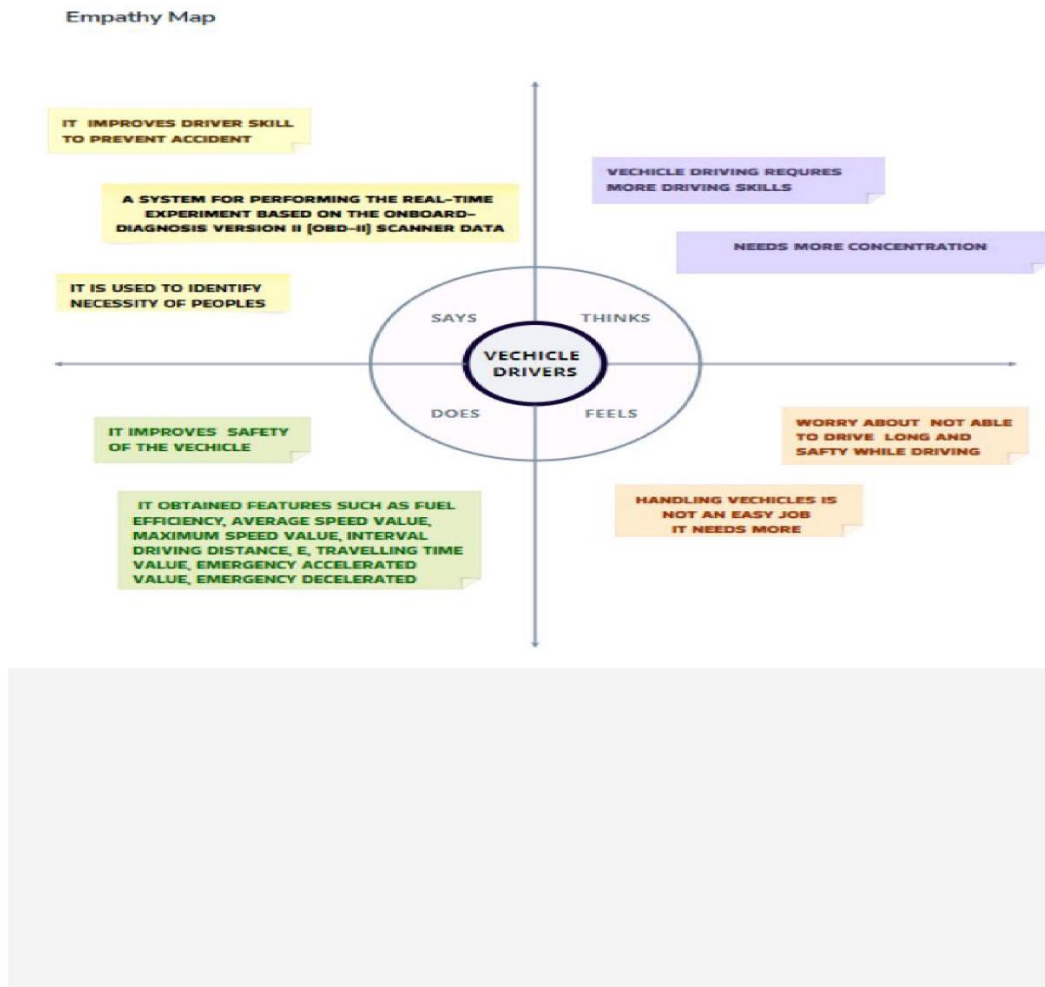 Empathy Map
IT IMPROVES DRIVER SKILL
TO PREVENT ACCIDENT
A SYSTEM FOR PERFORMING THE REAL-TIME
EXPERIMENT BASED ON THE ONBOARD-
DIAGNOSIS VERSION II [OBD-II] SCANNER DATA
IT IS USED TO IDENTIFY
NECESSITY OF PEOPLES
VECHICLE DRIVING REQURES
MORE DRIVING SKILLS
NEEDS MORE CONCENTRATION
SAYS
THINKS
VECHICLE
DRIVERS
DOES
FEELS
IT IMPROVES SAFETY
OF THE VECHICLE
IT OBTAINED FEATURES SUCH AS FUEL
EFFICIENCY, AVERAGE SPEED VALUE,
MAXIMUM SPEED VALUE, INTERVAL
DRIVING DISTANCE, E, TRAVELLING TIME
VALUE, EMERGENCY ACCELERATED
VALUE, EMERGENCY DECELERATED
WORRY ABOUT NOT ABLE
TO DRIVE LONG AND
SAFTY WHILE DRIVING
HANDLING VECHICLES IS
NOT AN EASY JOB
IT NEEDS MORE